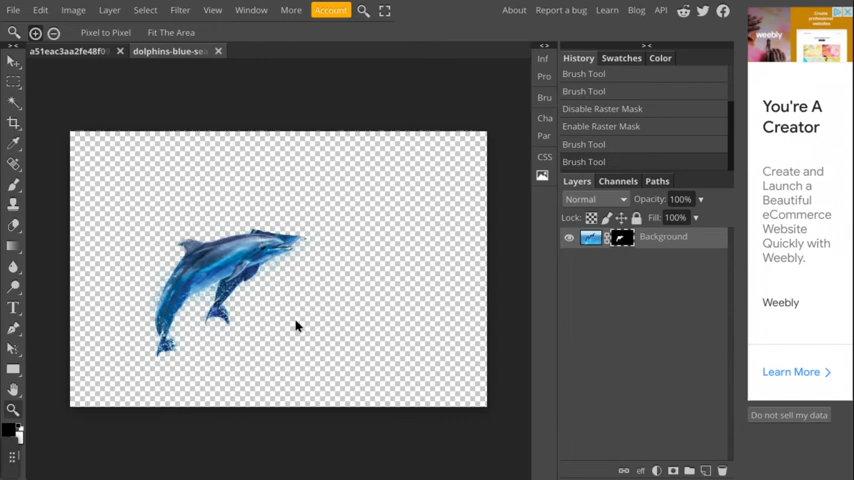 File Edit Image Layer Select Filter View Window More Account About Report a bug Learn Blog API
Pixel to Pixel Fit The Area
a51eac3aa2fe48f09 dolphins-blue-sea
Inf
Pro
Bru
Cha
Par
CSS
History Swatches Color
Brush Tool
Brush Tool
Disable Raster Mask
Enable Raster Mask
Brush Tool
Brush Tool
Layers Channels Paths
Normal Opacity: 100%
Lock: Fill: 100%
Background
eff
weebly
You're A
Creator
Create and
Launch a
Beautiful
eCommerce
Website
Quickly with
Weebly.
Weebly
Learn More
Do not sell my data